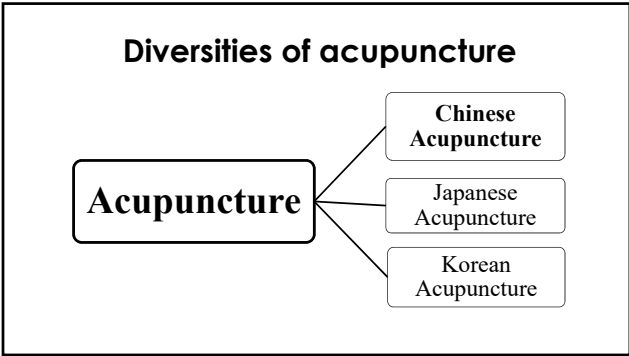 Diversities of acupuncture
Chinese
Acupuncture
Acupuncture
Japanese
Acupuncture
Korean
Acupuncture